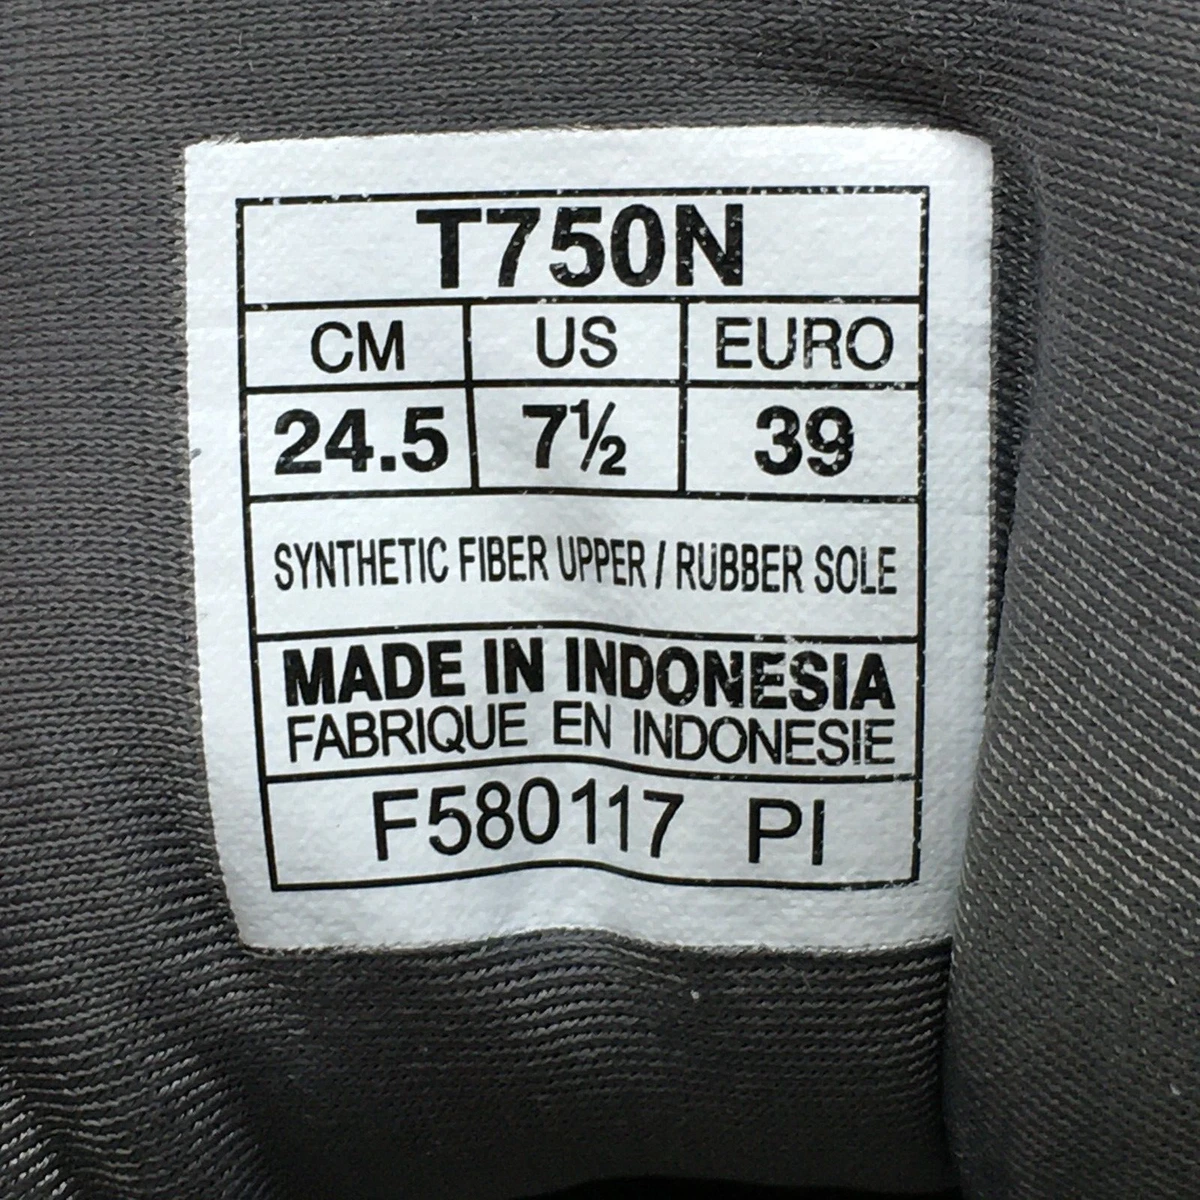 T750N
CM US EURO
24.5 7½ 39
SYNTHETIC FIBER UPPER / RUBBER SOLE
MADE IN INDONESIA
FABRIQUE EN INDONESIE
F580117 PI